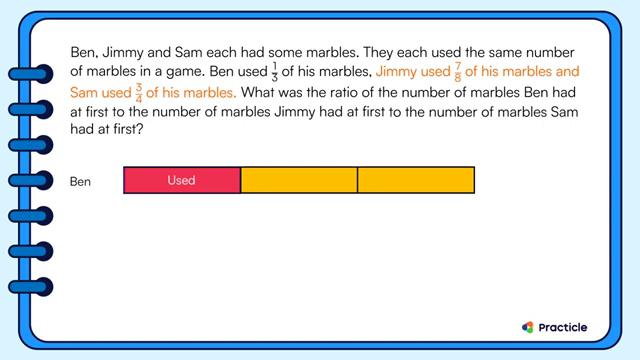 Ben, Jimmy and Sam each had some marbles. They each used the same number
of marbles in a game. Ben used 1/3 of his marbles, Jimmy used 7/8 of his marbles and
Sam used 3/4 of his marbles. What was the ratio of the number of marbles Ben had
at first to the number of marbles Jimmy had at first to the number of marbles Sam
had at first?
Ben
Used
Practicle